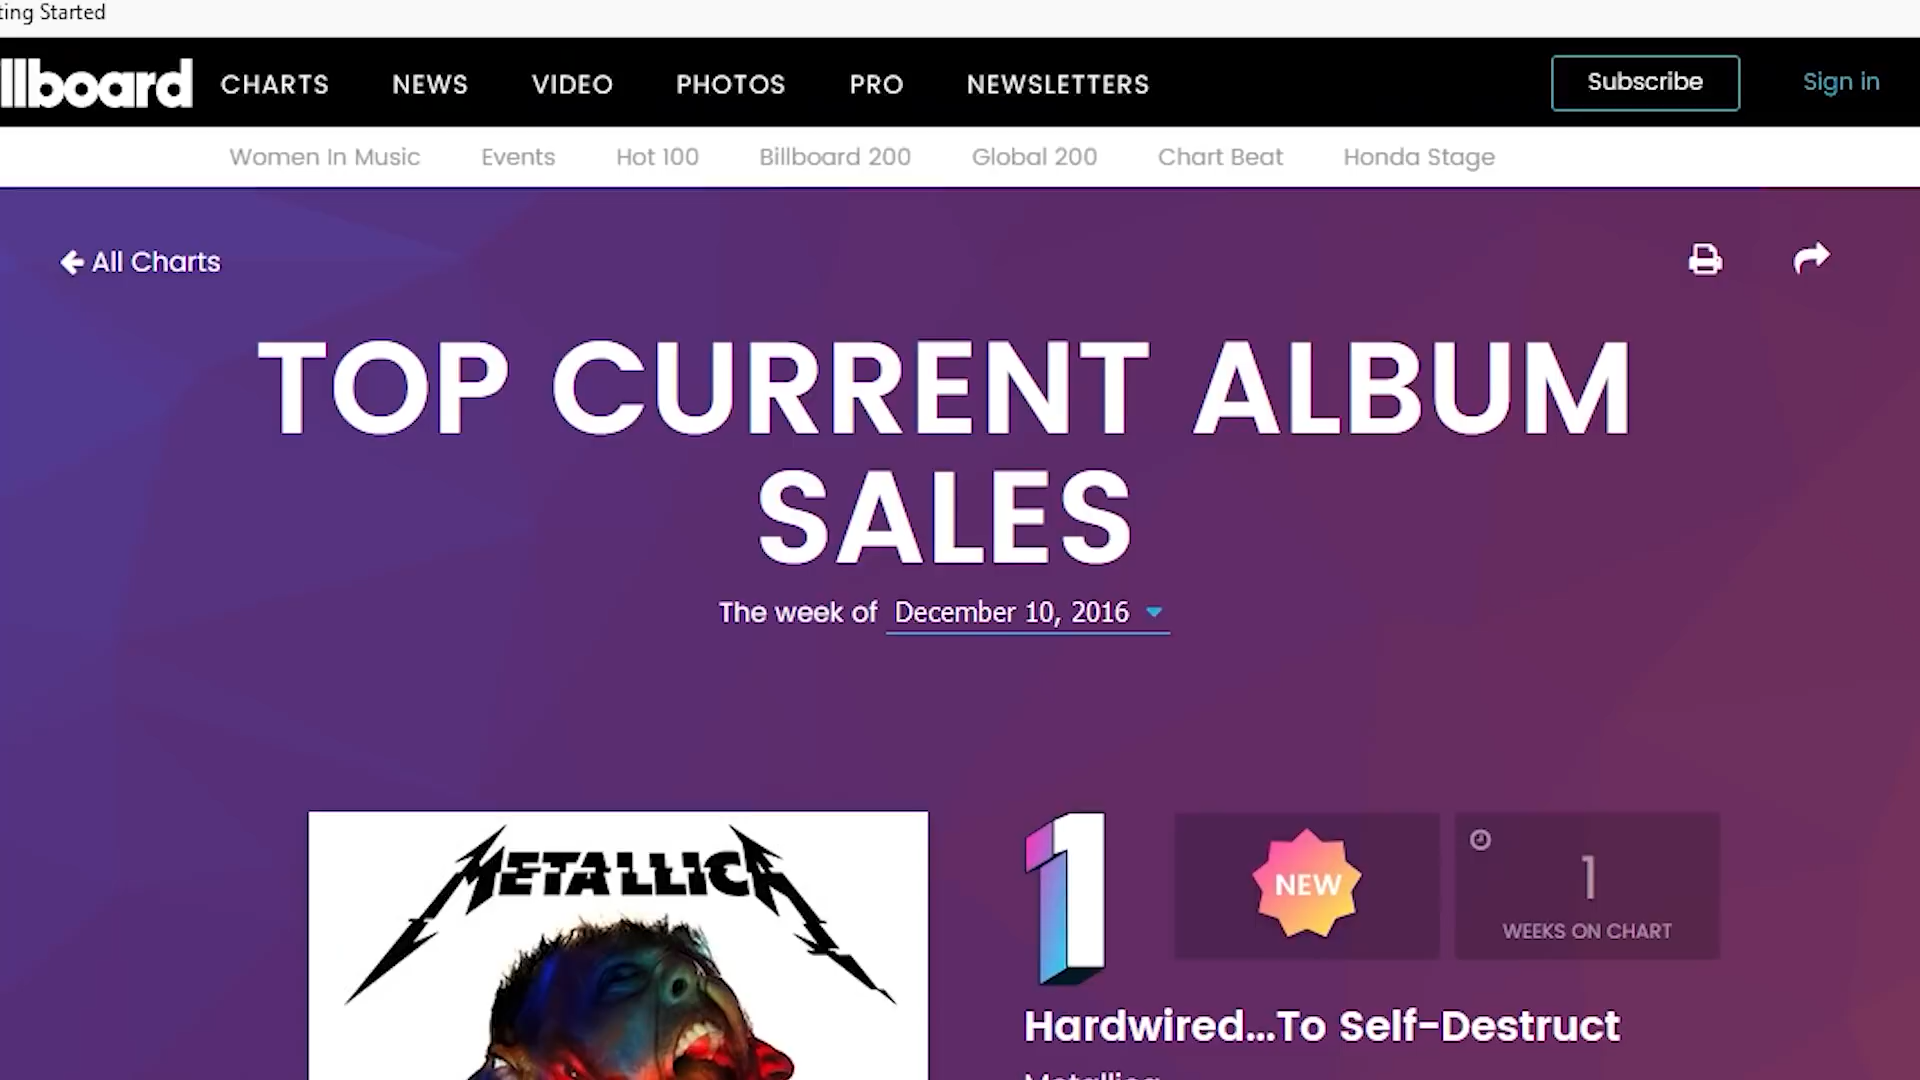 ting Started
llboard CHARTS NEWS VIDEO PHOTOS PRO NEWSLETTERS Subscribe Sign in
Women In Music Events Hot 100 Billboard 200 Global 200 Chart Beat Honda Stage
All Charts
TOP CURRENT ALBUM
SALES
The week of December 10, 2016
METALLICA
1
NEW
1
WEEKS ON CHART
Hardwired...To Self-Destruct
Metallica